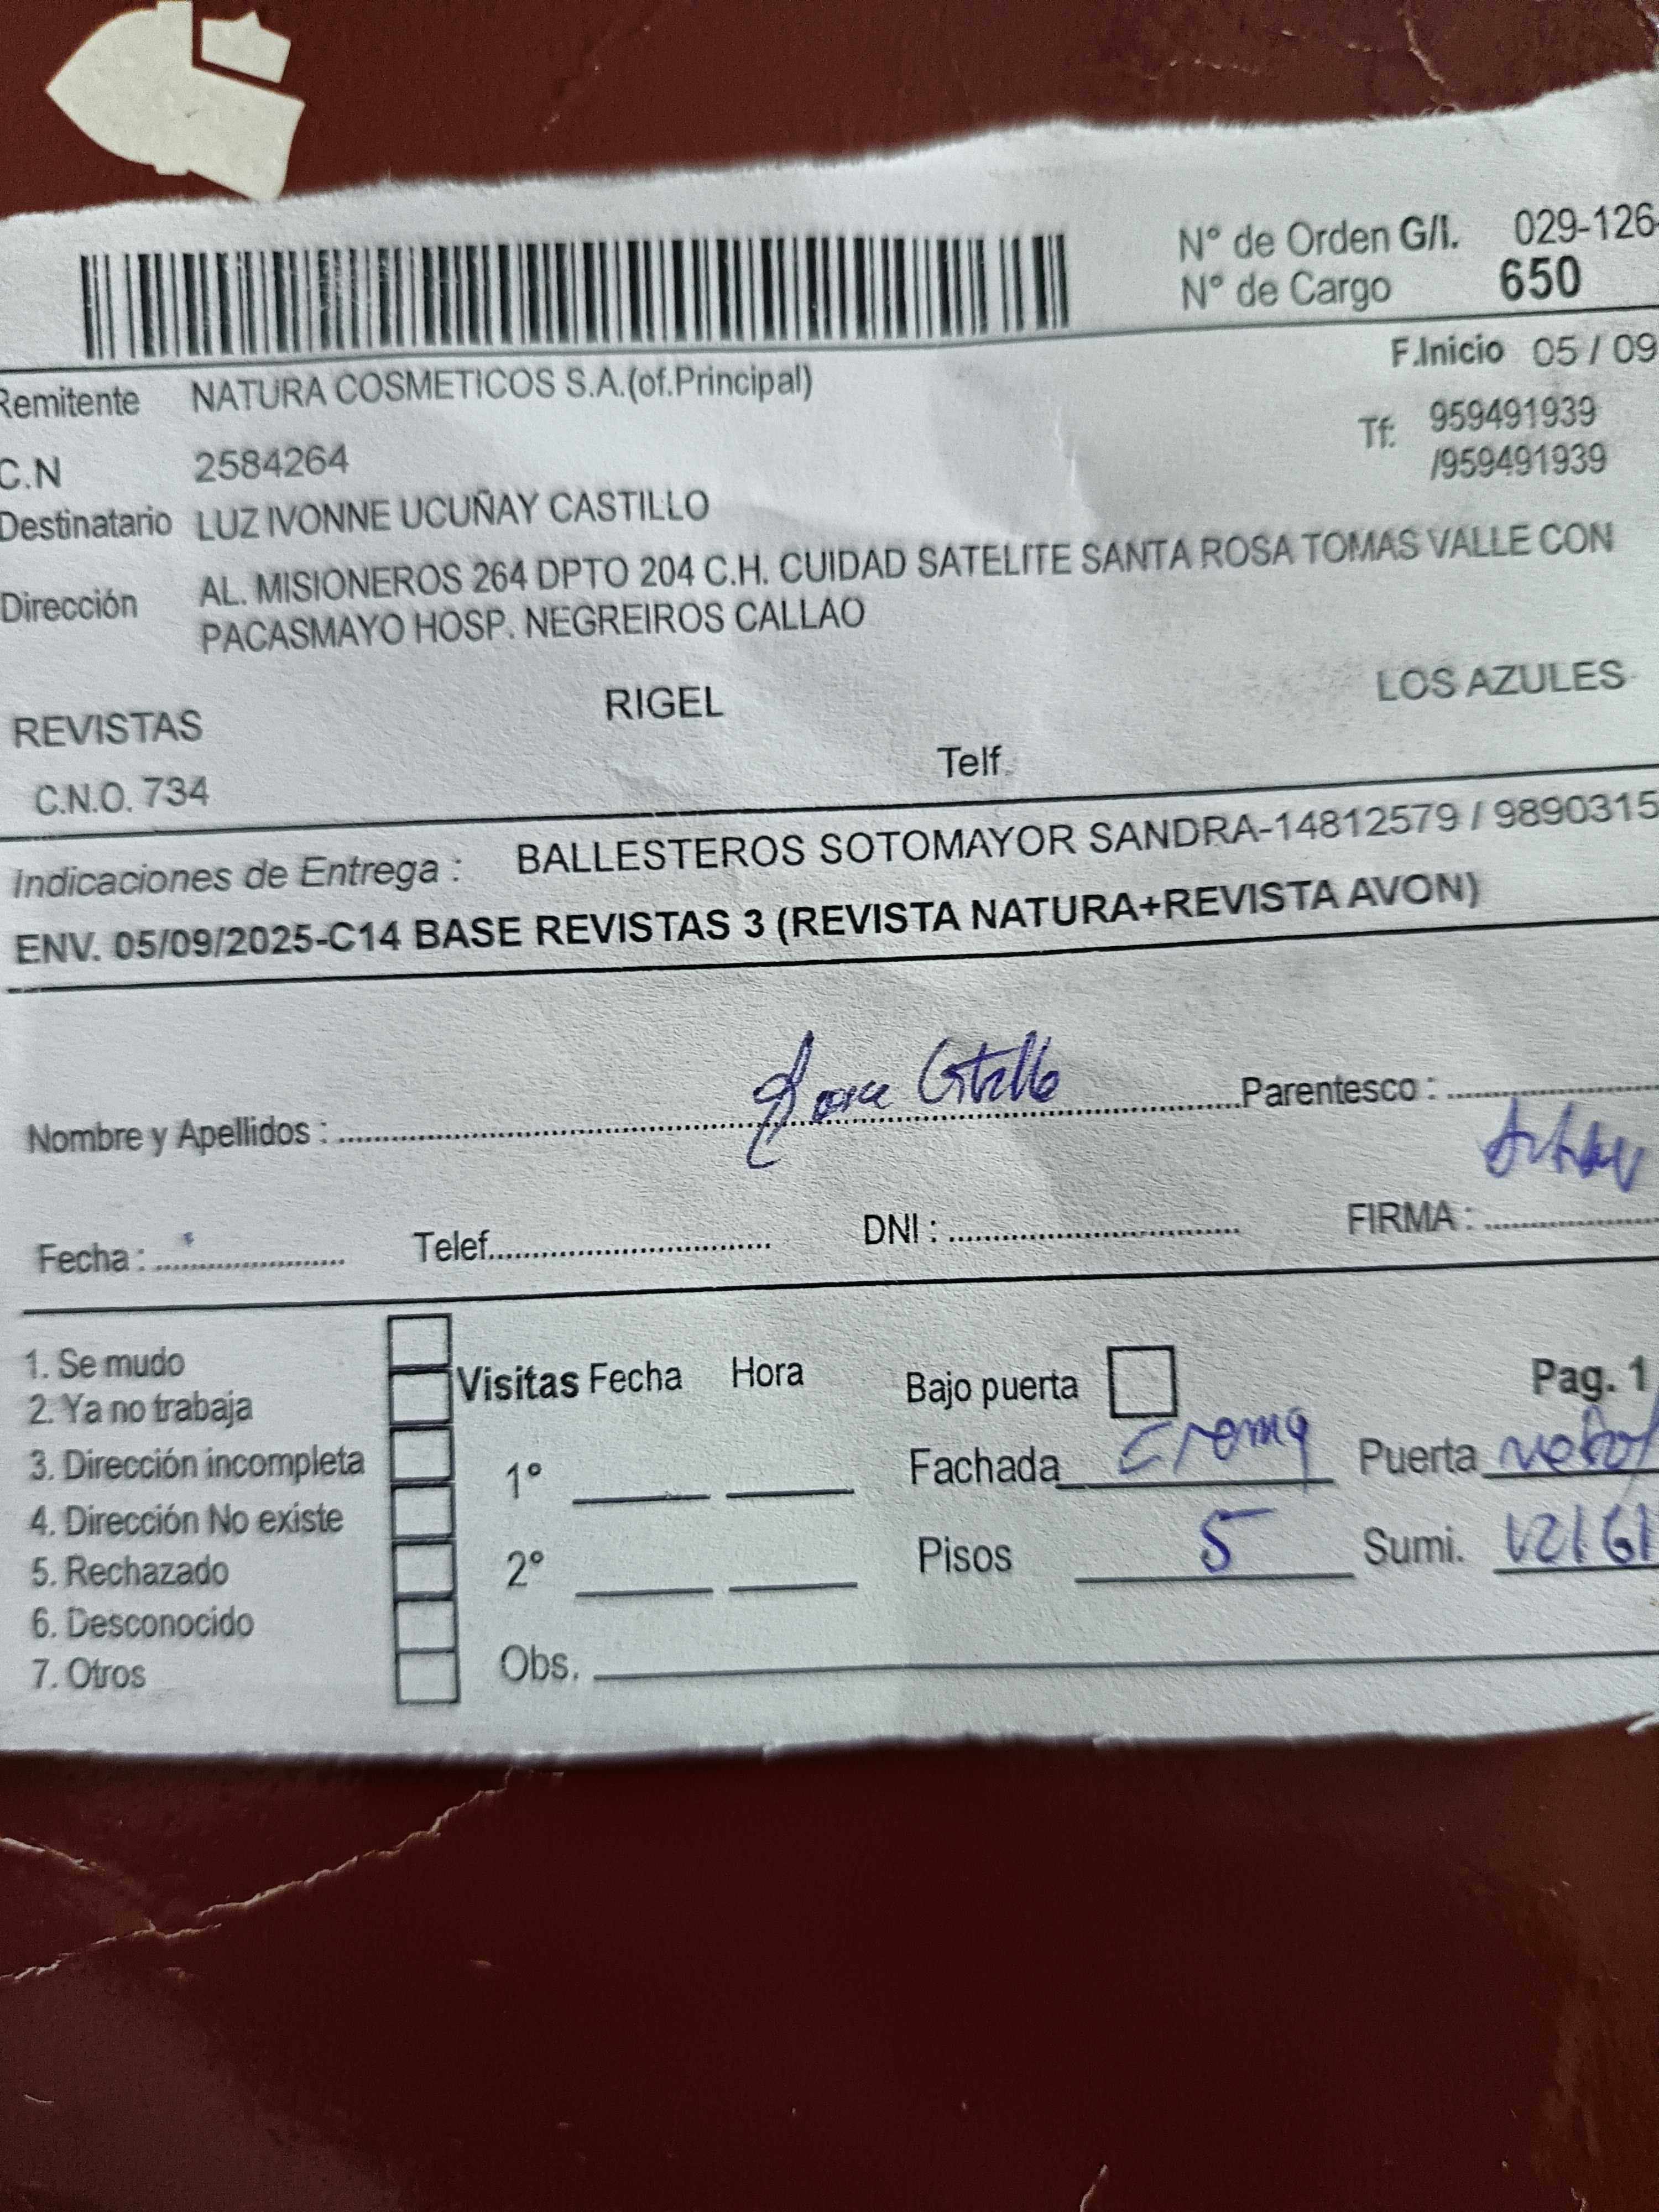 N° de Orden G/I. 029-126-
N° de Cargo 650
F.Inicio 05 / 09
Remitente NATURA COSMETICOS S.A.(of.Principal)
Tf: 959491939
/959491939
C.N 2584264
Destinatario LUZ IVONNE UCUÑAY CASTILLO
Dirección AL. MISIONEROS 264 DPTO 204 C.H. CUIDAD SATELITE SANTA ROSA TOMAS VALLE CON
PACASMAYO HOSP. NEGREIROS CALLAO
REVISTAS RIGEL LOS AZULES
C.N.O. 734 Telf.
Indicaciones de Entrega : BALLESTEROS SOTOMAYOR SANDRA-14812579 / 9890315
ENV. 05/09/2025-C14 BASE REVISTAS 3 (REVISTA NATURA+REVISTA AVON)
Nombre y Apellidos : Castillo Parentesco :
Fecha : Telef. DNI : FIRMA :
1. Se mudo
2. Ya no trabaja
3. Dirección incompleta
4. Dirección No existe
5. Rechazado
6. Desconocido
7. Otros
Visitas Fecha Hora
1°
2°
Obs.
Bajo puerta Pag. 1
Fachada crema Puerta
Pisos 5 Sumi.